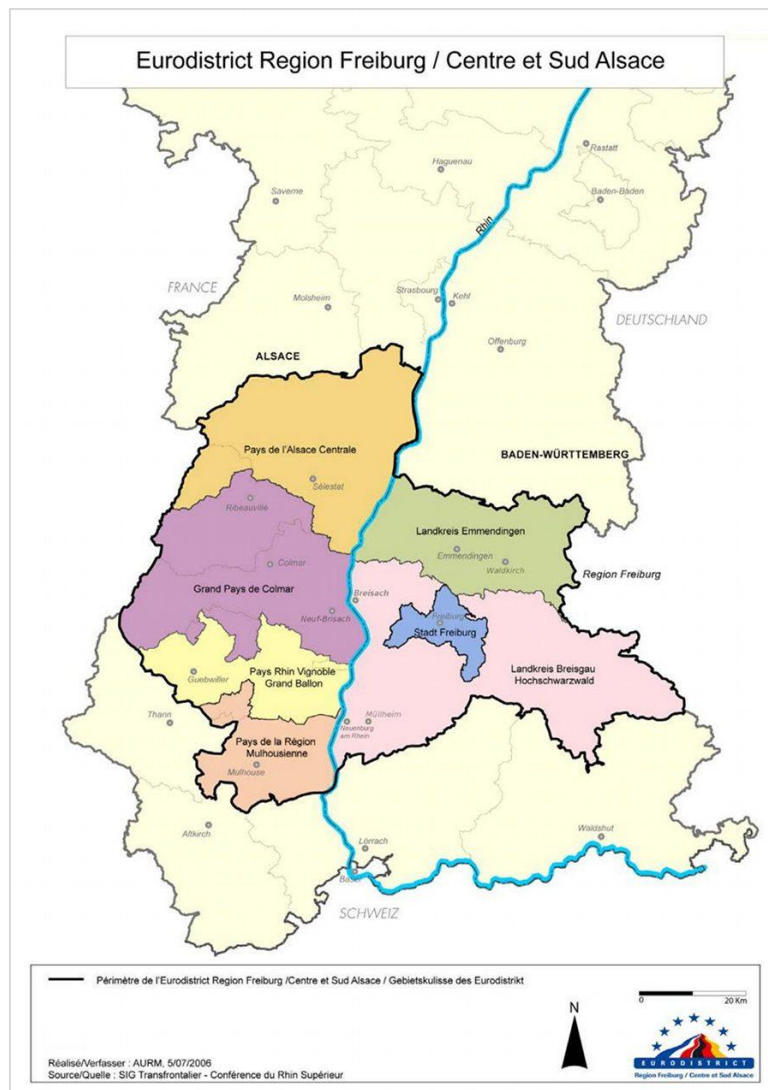 Eurodistrict Region Freiburg / Centre et Sud Alsace
Rastatt
Haguenau
Baden-Baden
Saverne
Rhin
FRANCE
Strasbourg
Kehl
Molsheim
DEUTSCHLAND
Offenburg
ALSACE
Pays de l'Alsace Centrale
BADEN-WÜRTTEMBERG
Sélestat
Ribeauvillé
Landkreis Emmendingen
Emmendingen
Waldkirch
Colmar
Region Freiburg
Grand Pays de Colmar
Breisach
Neuf-Brisach
Freiburg
Stadt Freiburg
Pays Rhin Vignoble
Grand Ballon
Guebwiller
Landkreis Breisgau
Hochschwarzwald
Thann
Neuenburg
am Rhein
Müllheim
Pays de la Région
Mulhousienne
Mulhouse
Altkirch
Lörrach
Waldshut
Basel
SCHWEIZ
Périmètre de l'Eurodistrict Region Freiburg /Centre et Sud Alsace / Gebietskulisse des Eurodistrikt
0 20 Km
N
Réalisé/Verfasser : AURM, 5/07/2006
Source/Quelle : SIG Transfrontalier - Conférence du Rhin Supérieur
EURODISTRICT
Region Freiburg / Centre et Sud Alsace